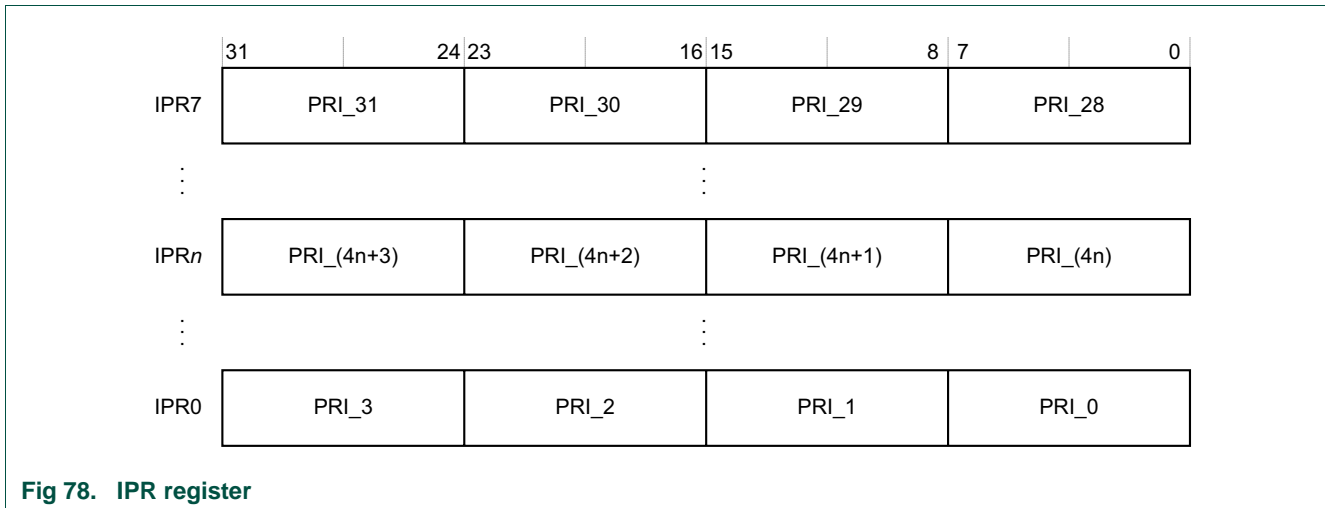 31 24 23 16 15 8 7 0
IPR7 PRI_31 PRI_30 PRI_29 PRI_28
IPRn PRI_(4n+3) PRI_(4n+2) PRI_(4n+1) PRI_(4n)
IPR0 PRI_3 PRI_2 PRI_1 PRI_0
Fig 78. IPR register